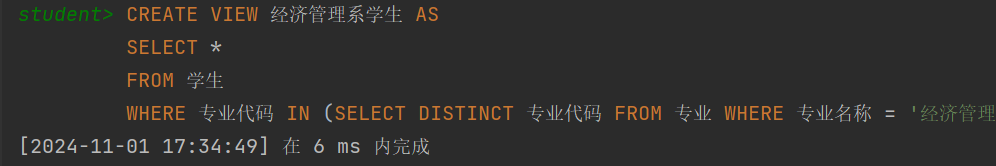 student> CREATE VIEW 经济管理系学生 AS
SELECT *
FROM 学生
WHERE 专业代码 IN (SELECT DISTINCT 专业代码 FROM 专业 WHERE 专业名称 = '经济管理
[2024-11-01 17:34:49] 在 6 ms 内完成